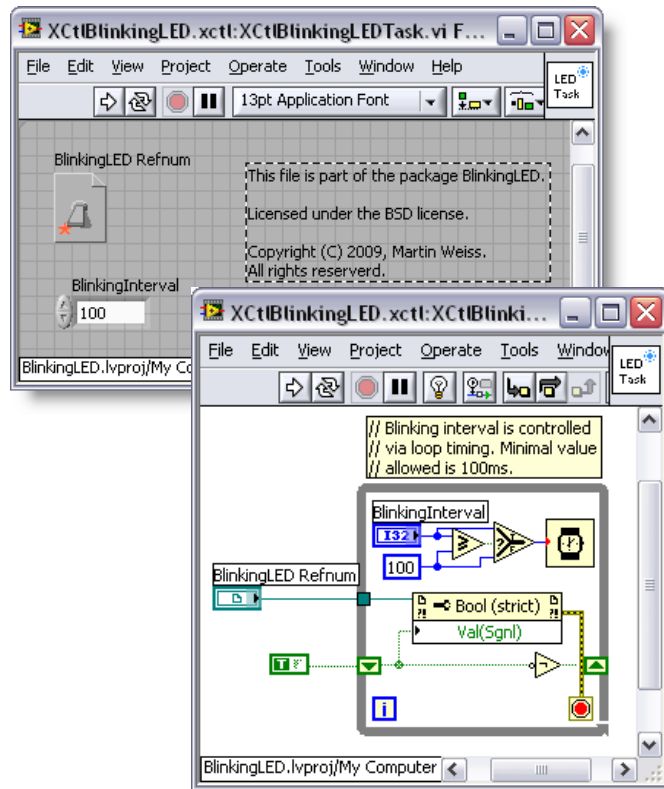 XCtlBlinkingLED.xctl:XCtlBlinkingLEDTask.vi F...
File Edit View Project Operate Tools Window Help
LED
Task
13pt Application Font
BlinkingLED Refnum
This file is part of the package BlinkingLED.
Licensed under the BSD license.
Copyright (C) 2009, Martin Weiss.
All rights reserverd.
BlinkingInterval
100
BlinkingLED.lvproj/My Co
XCtlBlinkingLED.xctl:XCtlBlinki...
File Edit View Project Operate Tools Window
LED
Task
// Blinking interval is controlled
// via loop timing. Minimal value
// allowed is 100ms.
BlinkingInterval
I32
100
BlinkingLED Refnum
?!
Bool (strict)
?!
Val(Sgnl)
T F
i
BlinkingLED.lvproj/My Computer